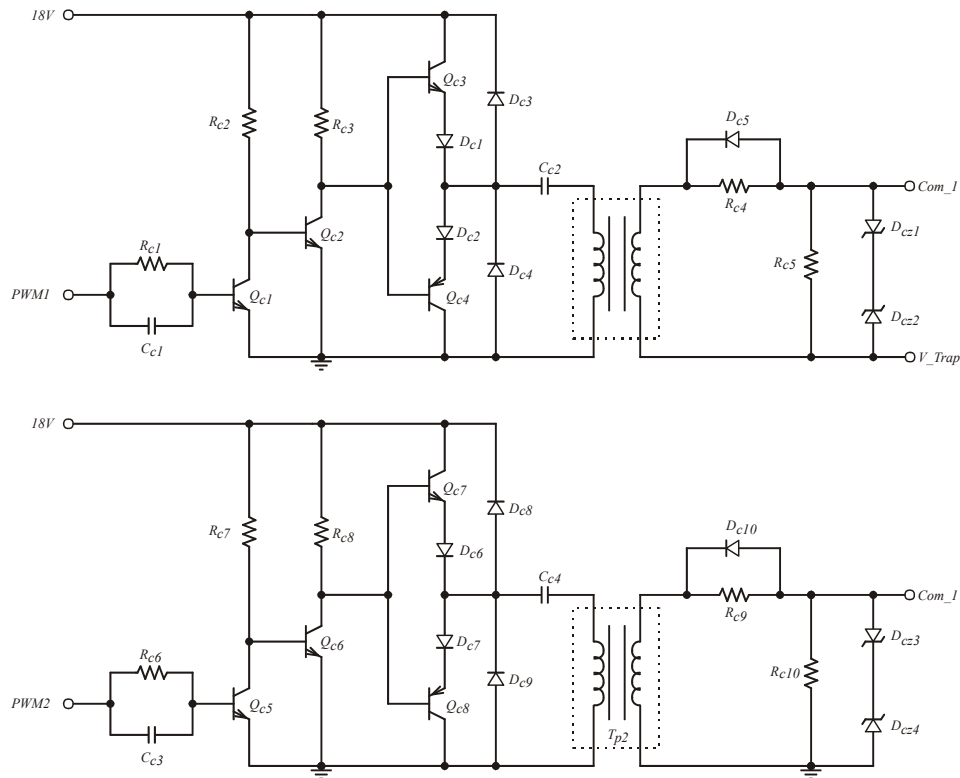 18V
Qc3
Dc3
Rc2
Rc3
Dc1
Dc5
Cc2
Com_1
Rc4
Qc2
Dc2
Dcz1
Rc1
Rc5
Dc4
PWM1
Qc1
Qc4
Dcz2
Cc1
V_Trap
18V
Qc7
Dc8
Rc7
Rc8
Dc6
Dc10
Cc4
Com_1
Rc9
Qc6
Dc7
Dcz3
Rc6
Rc10
Dc9
PWM2
Qc5
Qc8
Dcz4
Tp2
Cc3